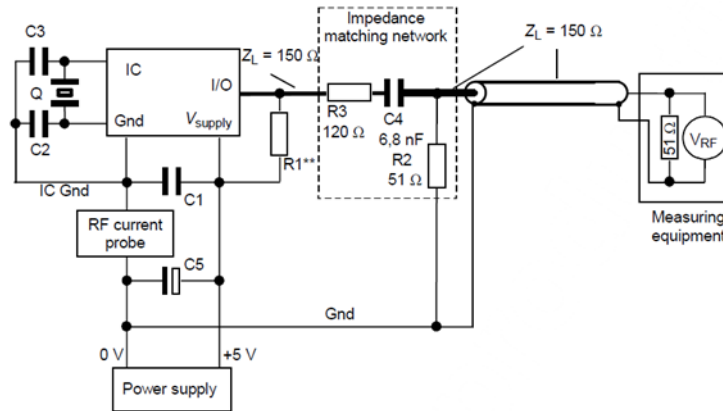 Impedance
matching network
C3
Z_L = 150 Ω
Z_L = 150 Ω
IC
I/O
Q
Gnd
V_supply
R3
120 Ω
C4
6,8 nF
R2
51 Ω
C2
R1**
51 Ω
V_RF
IC Gnd
C1
Measuring
equipment
RF current
probe
C5
Gnd
0 V
+5 V
Power supply